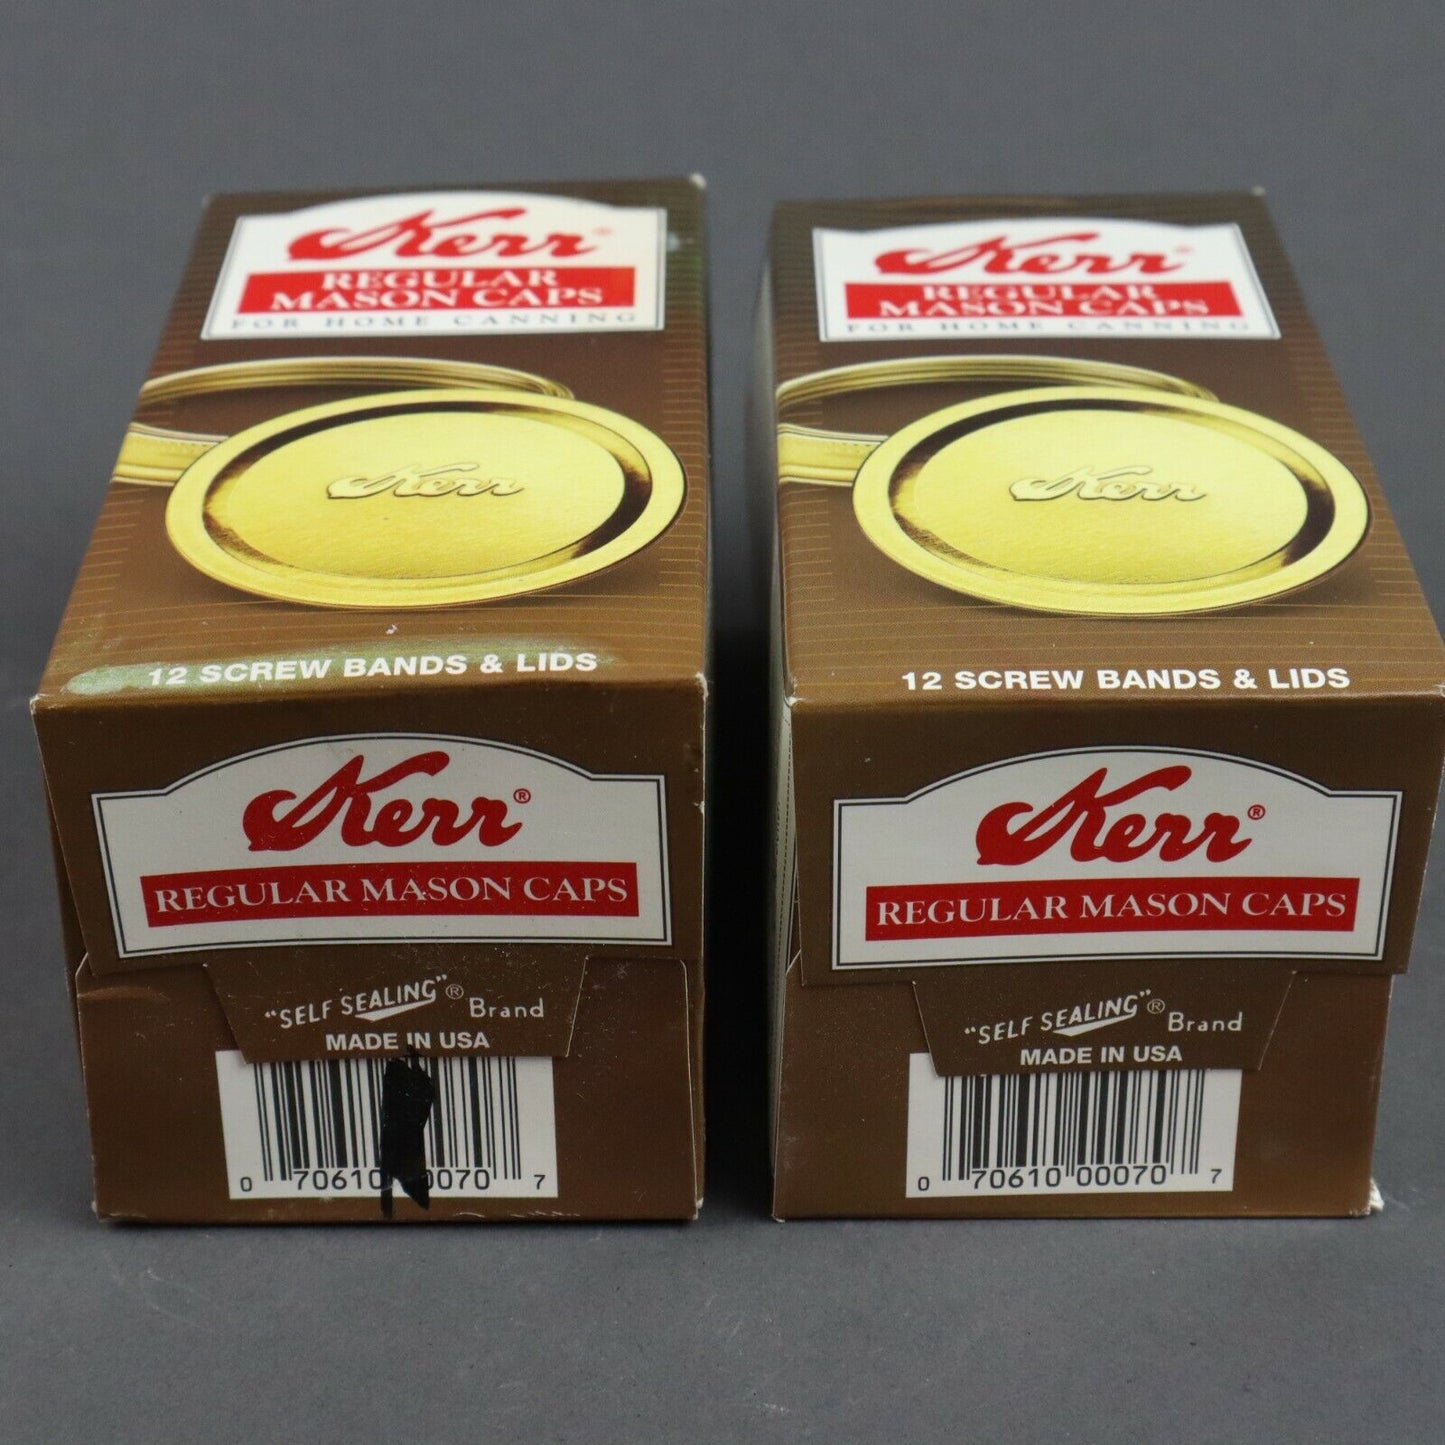 Kerr®
REGULAR
MASON CAPS
FOR HOME CANNING
Kerr
12 SCREW BANDS & LIDS
Kerr®
REGULAR MASON CAPS
"SELF SEALING"® Brand
MADE IN USA
0 70610 00070 7
Kerr®
REGULAR
MASON CAPS
FOR HOME CANNING
Kerr
12 SCREW BANDS & LIDS
Kerr®
REGULAR MASON CAPS
"SELF SEALING"® Brand
MADE IN USA
0 70610 00070 7